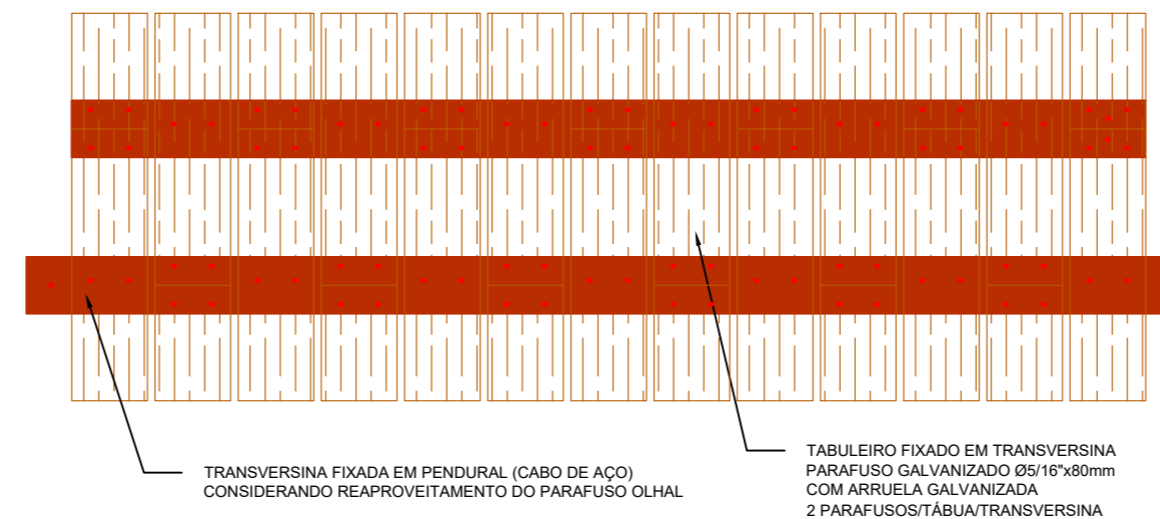 TRANSVERSINA FIXADA EM PENDURAL (CABO DE AÇO)
CONSIDERANDO REAPROVEITAMENTO DO PARAFUSO OLHAL
TABULEIRO FIXADO EM TRANSVERSINA
PARAFUSO GALVANIZADO Ø5/16"x80mm
COM ARRUELA GALVANIZADA
2 PARAFUSOS/TÁBUA/TRANSVERSINA